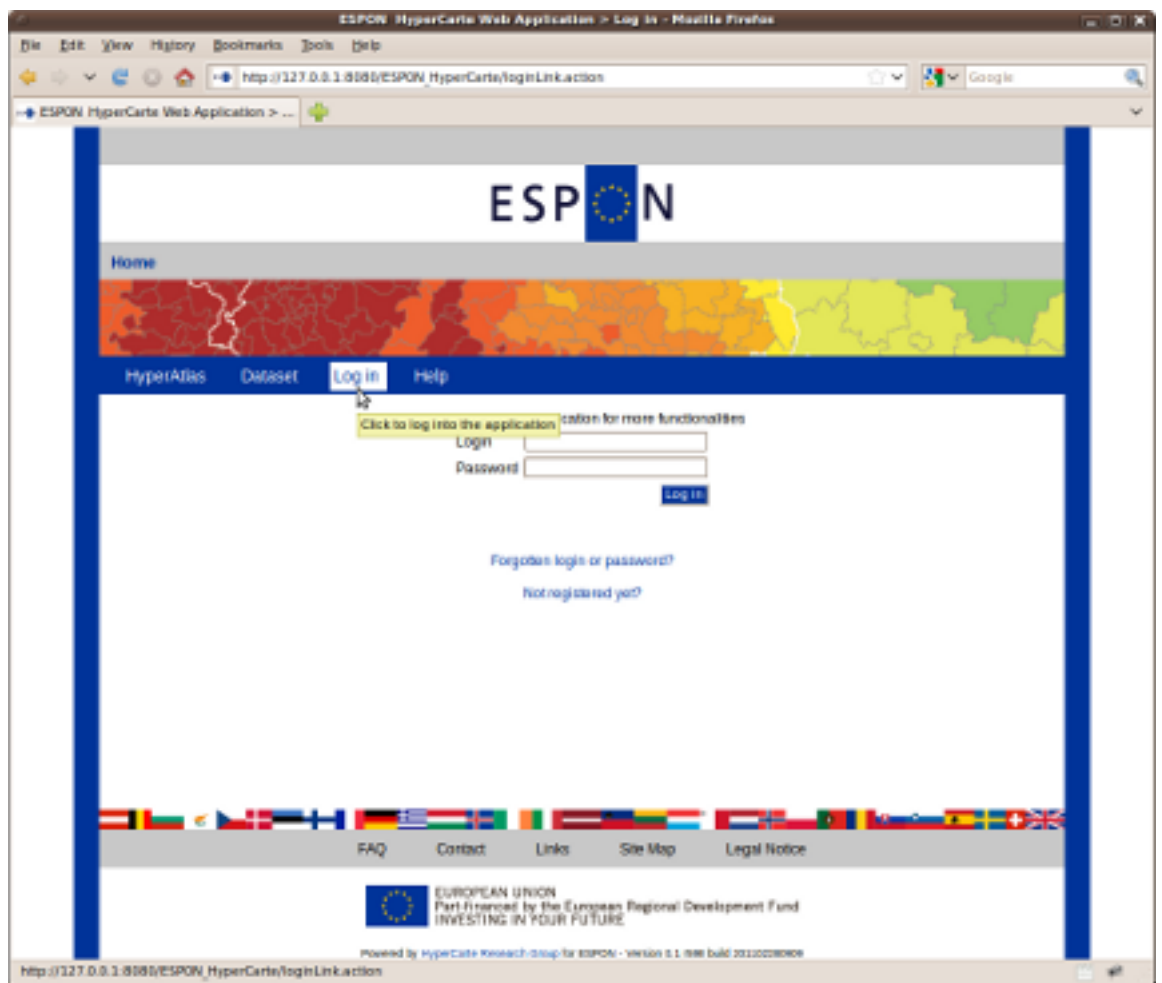 ESPON HyperCarte Web Application > Log in - Mozilla Firefox
File Edit View History Bookmarks Tools Help
http://127.0.0.1:8080/ESPON_HyperCarte/loginLink.action Google
ESPON HyperCarte Web Application > ...
ESPON
Home
HyperAtlas Dataset Log in Help
cation for more functionalities
Click to log into the application
Login
Password
Log in
Forgotten login or password?
Not registered yet?
FAQ Contact Links Site Map Legal Notice
EUROPEAN UNION
Part-financed by the European Regional Development Fund
INVESTING IN YOUR FUTURE
Powered by HyperCarte Research Group for ESPON - Version
http://127.0.0.1:8080/ESPON_HyperCarte/loginLink.action